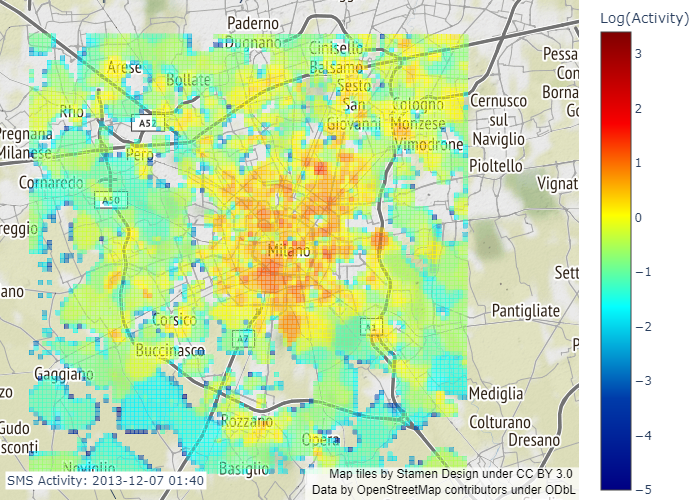 Log(Activity)
Paderno
Dugnano
Cinisello
Balsamo
Arese
Bollate
Sesto
San
Giovanni
Cologno
Monzese
Vimodrone
Cernusco
sul
Naviglio
Pessa
Con
Borna
Go
Rho
A52
Pregnana
Milanese
Pero
Pioltello
Cornaredo
A50
Vignat
reggio
Milano
Sett
ano
Pantigliate
Corsico
A7
A1
Buccinasco
P
Gaggiano
zo
Mediglia
Gudo
sconti
Rozzano
Opera
Colturano
Dresano
Noviglio
Basiglio
3
2
1
0
−1
−2
−3
−4
−5
SMS Activity: 2013-12-07 01:40
Map tiles by Stamen Design under CC BY 3.0
Data by OpenStreetMap contributors under ODbL